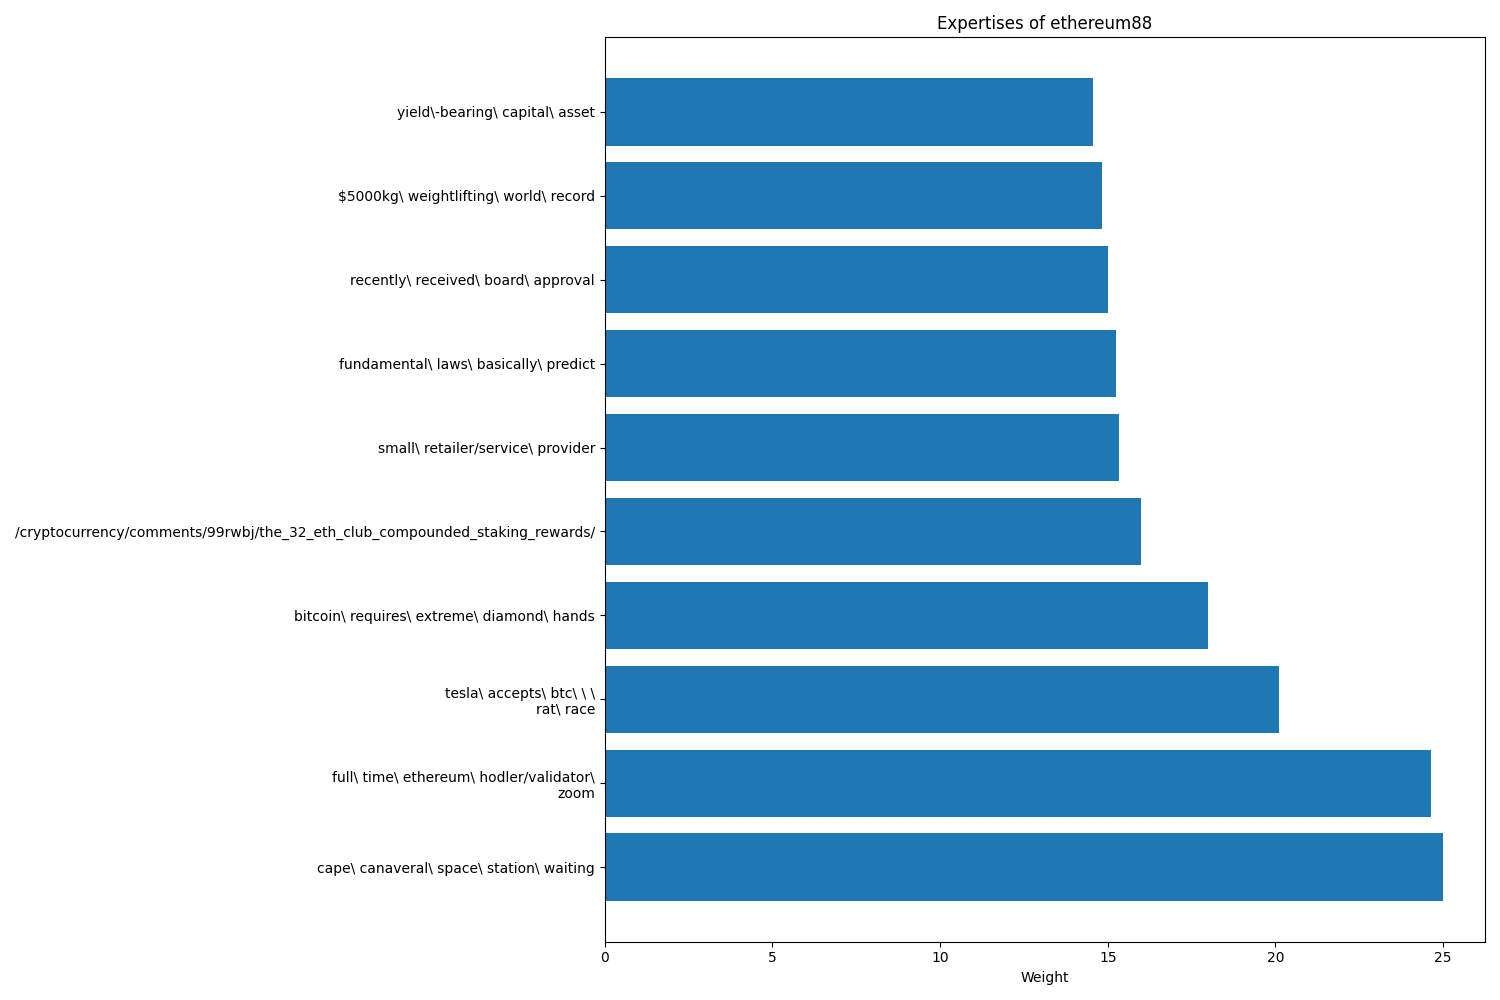 Expertises of ethereum88
yield\-bearing\ capital\ asset
$5000kg\ weightlifting\ world\ record
recently\ received\ board\ approval
fundamental\ laws\ basically\ predict
small\ retailer/service\ provider
/cryptocurrency/comments/99rwbj/the_32_eth_club_compounded_staking_rewards/
bitcoin\ requires\ extreme\ diamond\ hands
tesla\ accepts\ btc\ \ \
rat\ race
full\ time\ ethereum\ hodler/validator\
zoom
cape\ canaveral\ space\ station\ waiting
0 5 10 15 20 25
Weight